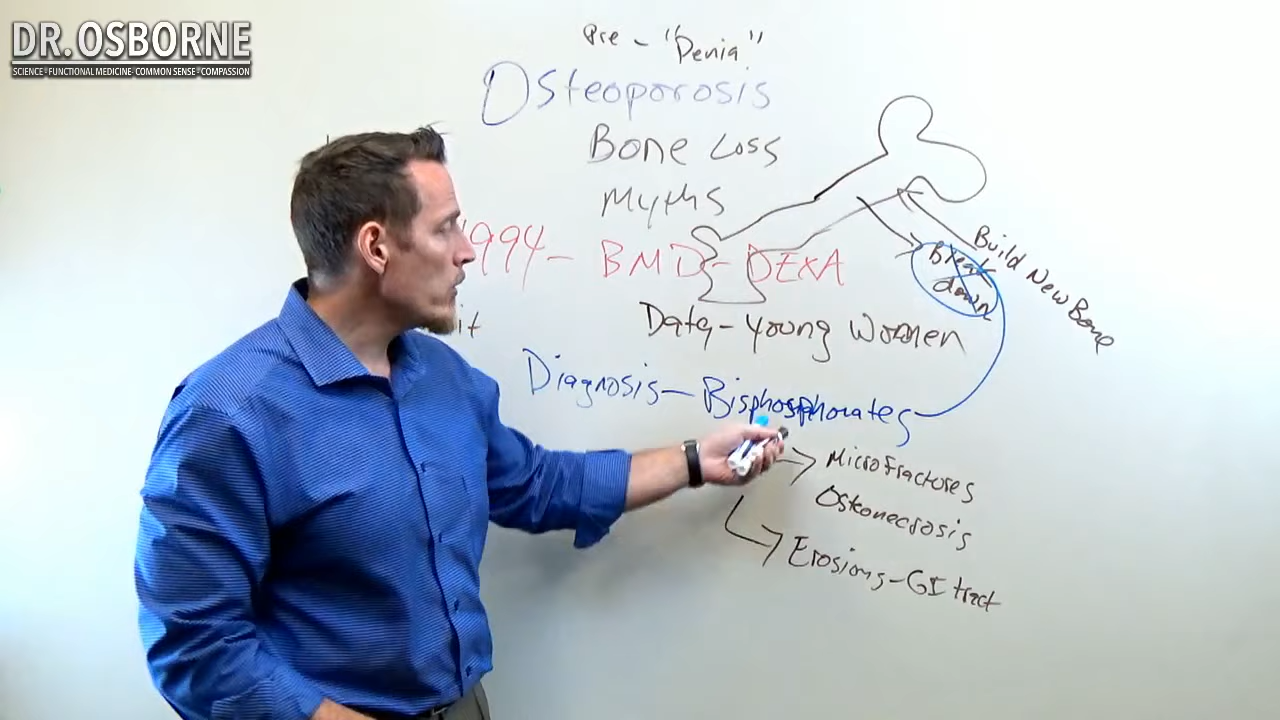 DR. OSBORNE
SCIENCE - FUNCTIONAL MEDICINE - COMMON SENSE - COMPASSION
Pre - "Penia"
Osteoporosis
Bone Loss
Myths
1994 - BMD - DEXA
Build New Bone
Break
down
Data - Young Women
it
Diagnosis - Bisphosphonates
Microfractures
Osteonecrosis
Erosions - GI tract